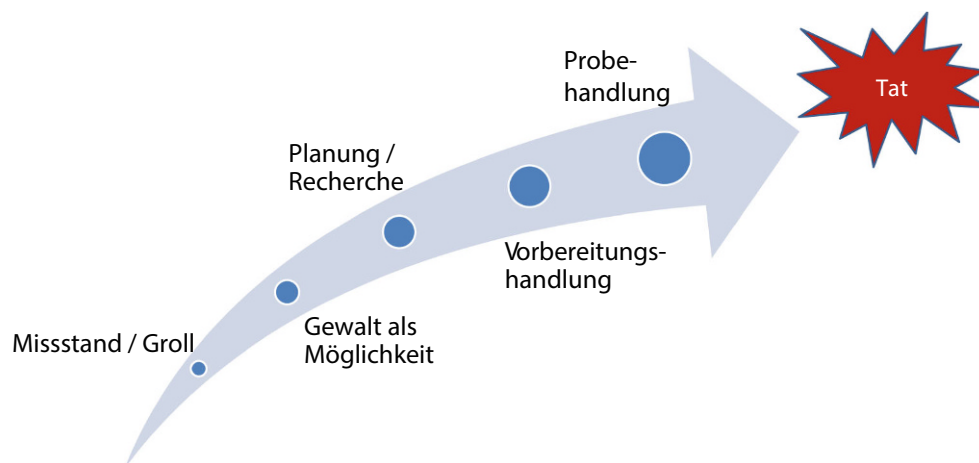 Missstand / Groll
Gewalt als
Möglichkeit
Planung /
Recherche
Vorbereitungs-
handlung
Probe-
handlung
Tat